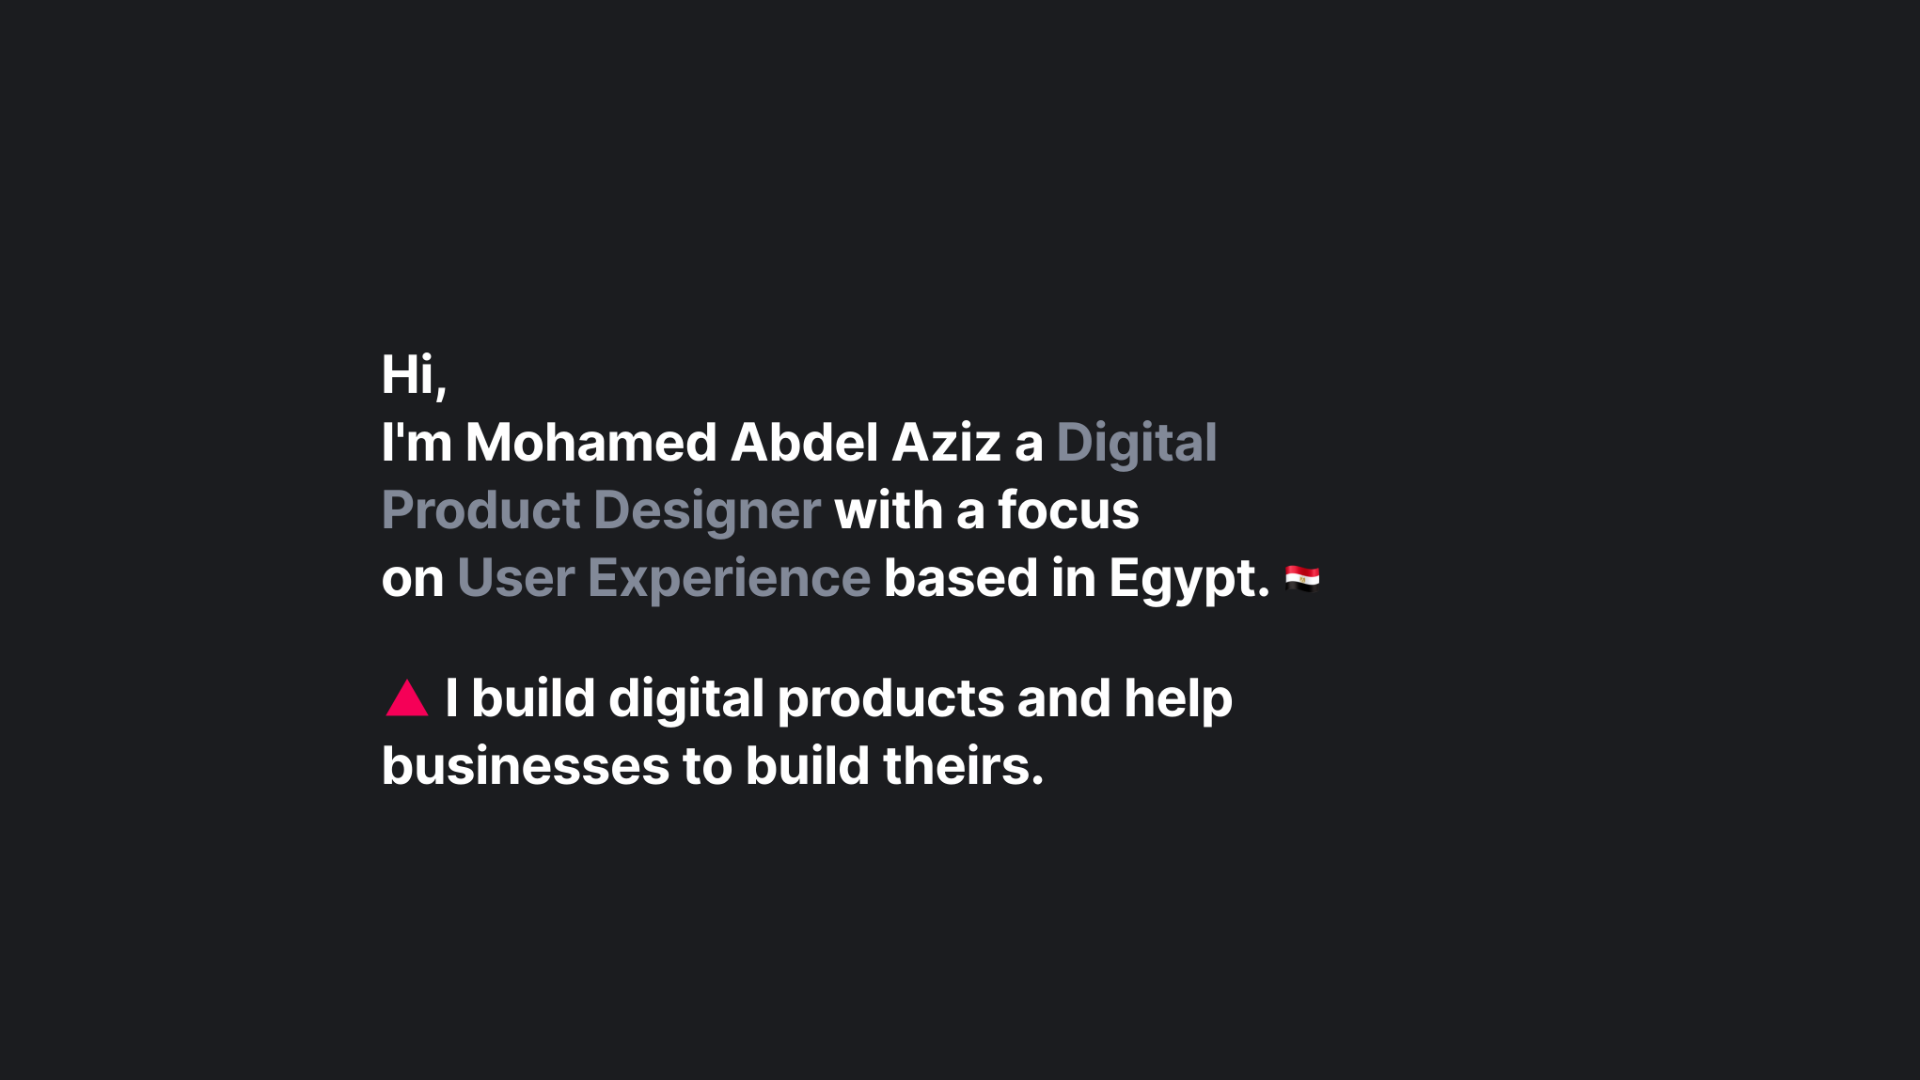 Hi,
I'm Mohamed Abdel Aziz a Digital
Product Designer with a focus
on User Experience based in Egypt. 🇪🇬
▲ I build digital products and help
businesses to build theirs.